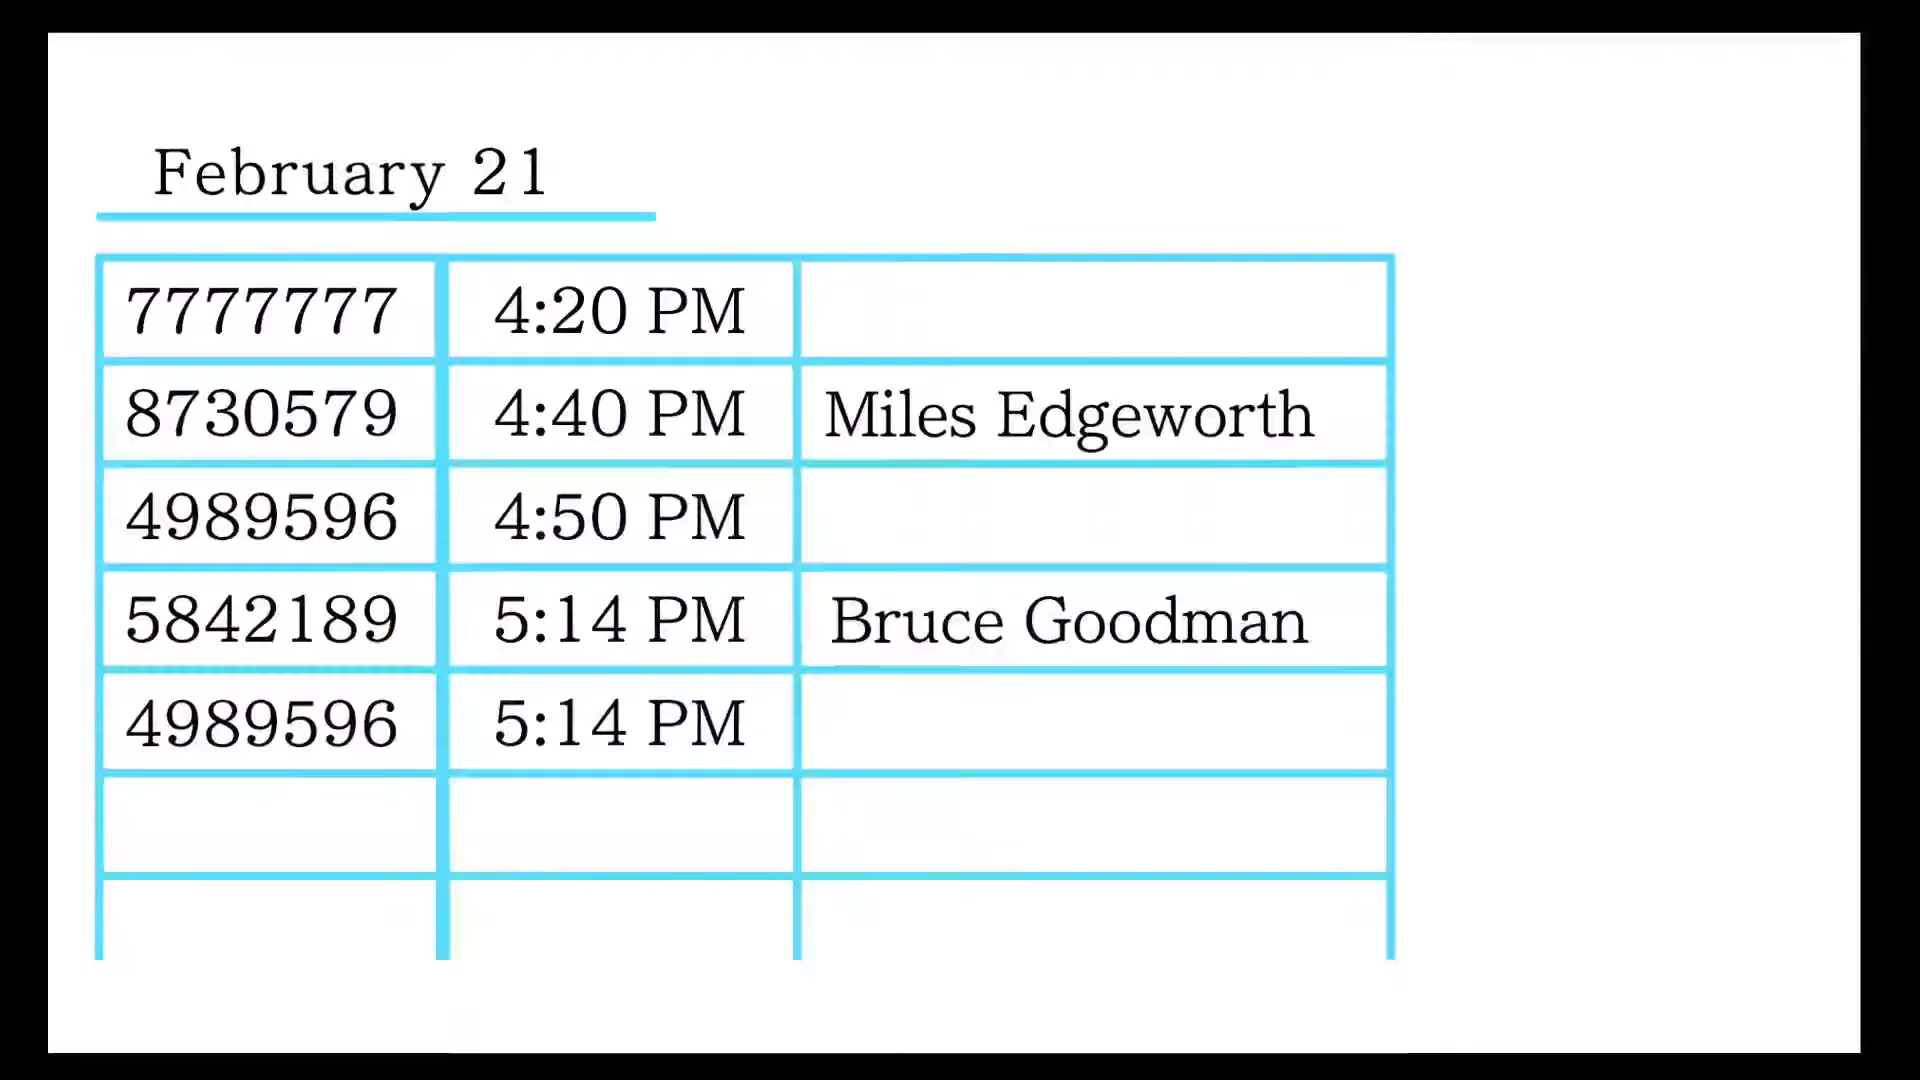 February 21
7777777 4:20 PM
8730579 4:40 PM Miles Edgeworth
4989596 4:50 PM
5842189 5:14 PM Bruce Goodman
4989596 5:14 PM